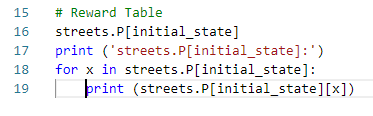 15 # Reward Table
16 streets.P[initial_state]
17 print ('streets.P[initial_state]:')
18 for x in streets.P[initial_state]:
19     print (streets.P[initial_state][x])